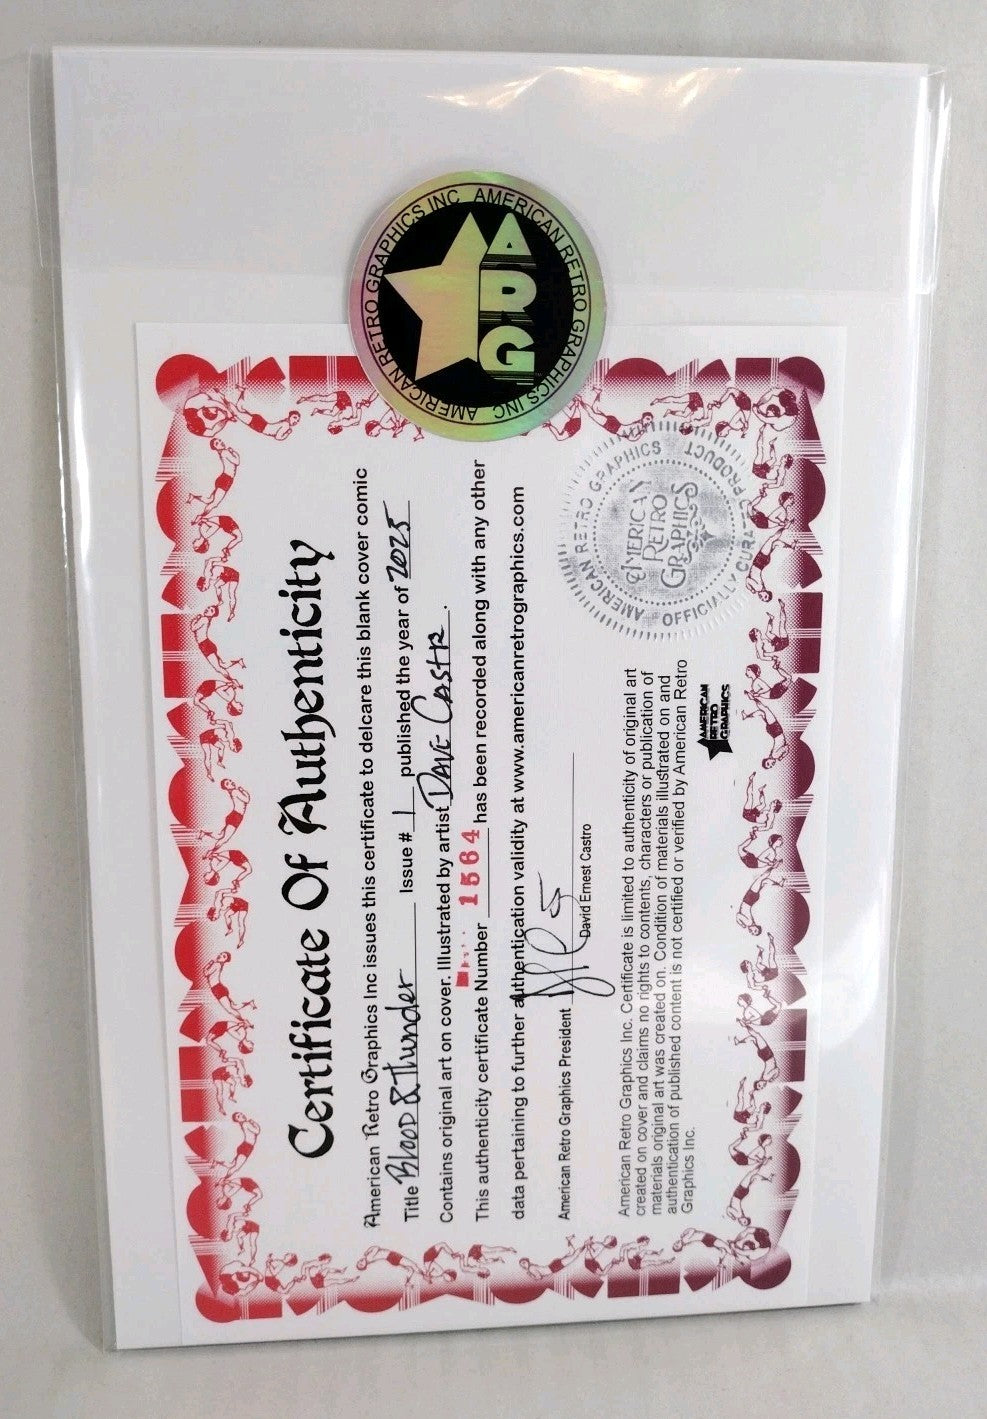 AMERICAN RETRO GRAPHICS INC. AMERICAN RETRO GRAPHICS INC.
ARG
Certificate Of Authenticity
American Retro Graphics Inc issues this certificate to delcare this blank cover comic
Title Blood & Thunder Issue # 1 published the year of 2025
Contains original art on cover. Illustrated by artist Dave Castr.
This authenticity certificate Number 1564 has been recorded along with any other
data pertaining to further authentication validity at www.americanretrographics.com
American Retro Graphics President
David Ernest Castro
American Retro Graphics Inc. Certificate is limited to authenticity of original art
created on cover and claims no rights to contents, characters or publication of
materials original art was created on. Condition of materials illustrated on and
authentication of published content is not certified or verified by American Retro
Graphics Inc.
AMERICAN
RETRO
GRAPHICS
AMERICAN RETRO GRAPHICS
OFFICIALLY CURATED PRODUCT
AMERICAN
RETRO
GRAPHICS